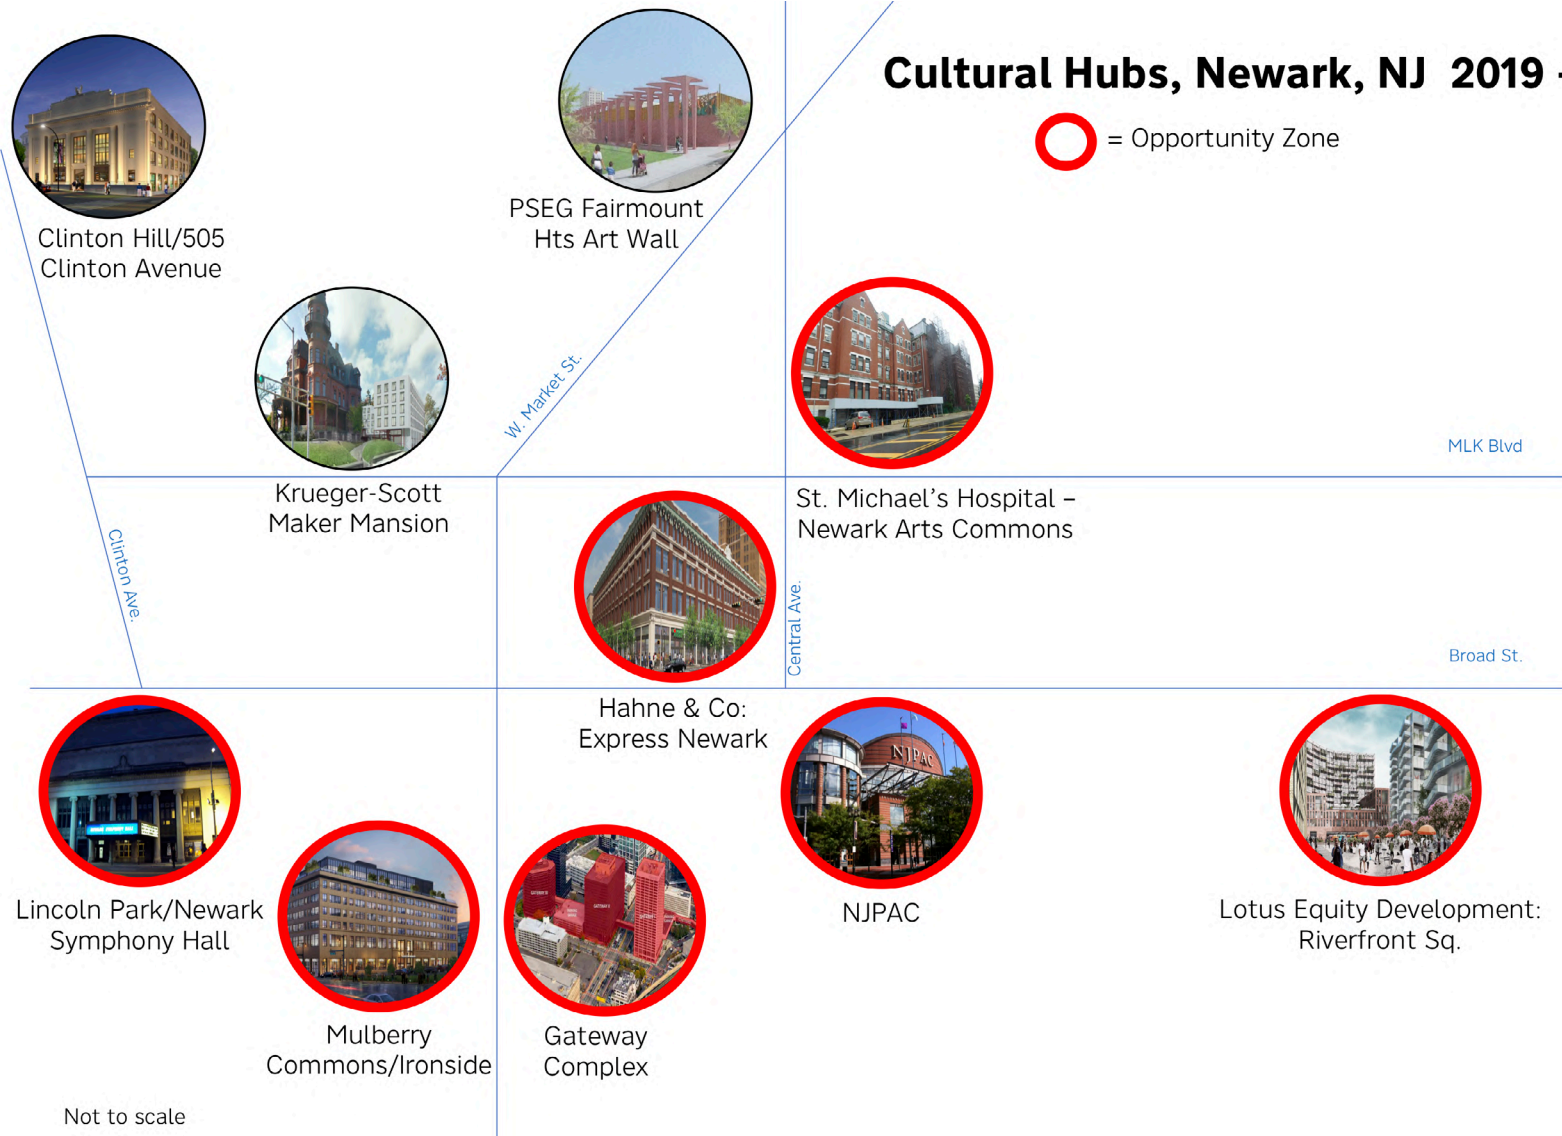 Cultural Hubs, Newark, NJ 2019 -
= Opportunity Zone
Clinton Hill/505
Clinton Avenue
PSEG Fairmount
Hts Art Wall
W. Market St.
MLK Blvd
Krueger-Scott
Maker Mansion
St. Michael’s Hospital –
Newark Arts Commons
Clinton Ave.
Central Ave.
Broad St.
Hahne & Co:
Express Newark
NJPAC
Lincoln Park/Newark
Symphony Hall
NJPAC
Lotus Equity Development:
Riverfront Sq.
Mulberry
Commons/Ironside
Gateway
Complex
Not to scale